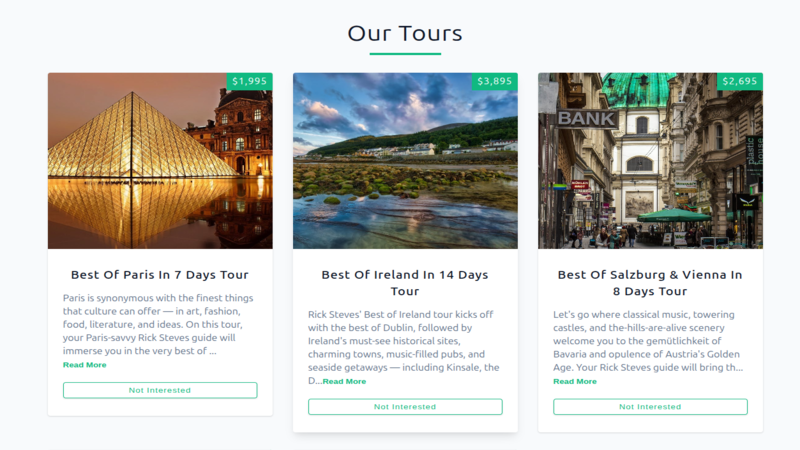 Our Tours
$1,995
$3,895
$2,695
BANK
plastic
house
Best Of Paris In 7 Days Tour
Paris is synonymous with the finest things
that culture can offer — in art, fashion,
food, literature, and ideas. On this tour,
your Paris-savvy Rick Steves guide will
immerse you in the very best of ...
Read More
Not Interested
Best Of Ireland In 14 Days
Tour
Rick Steves' Best of Ireland tour kicks off
with the best of Dublin, followed by
Ireland's must-see historical sites,
charming towns, music-filled pubs, and
seaside getaways — including Kinsale, the
D...Read More
Not Interested
Best Of Salzburg & Vienna In
8 Days Tour
Let's go where classical music, towering
castles, and the-hills-are-alive scenery
welcome you to the gemütlichkeit of
Bavaria and opulence of Austria's Golden
Age. Your Rick Steves guide will bring th...
Read More
Not Interested